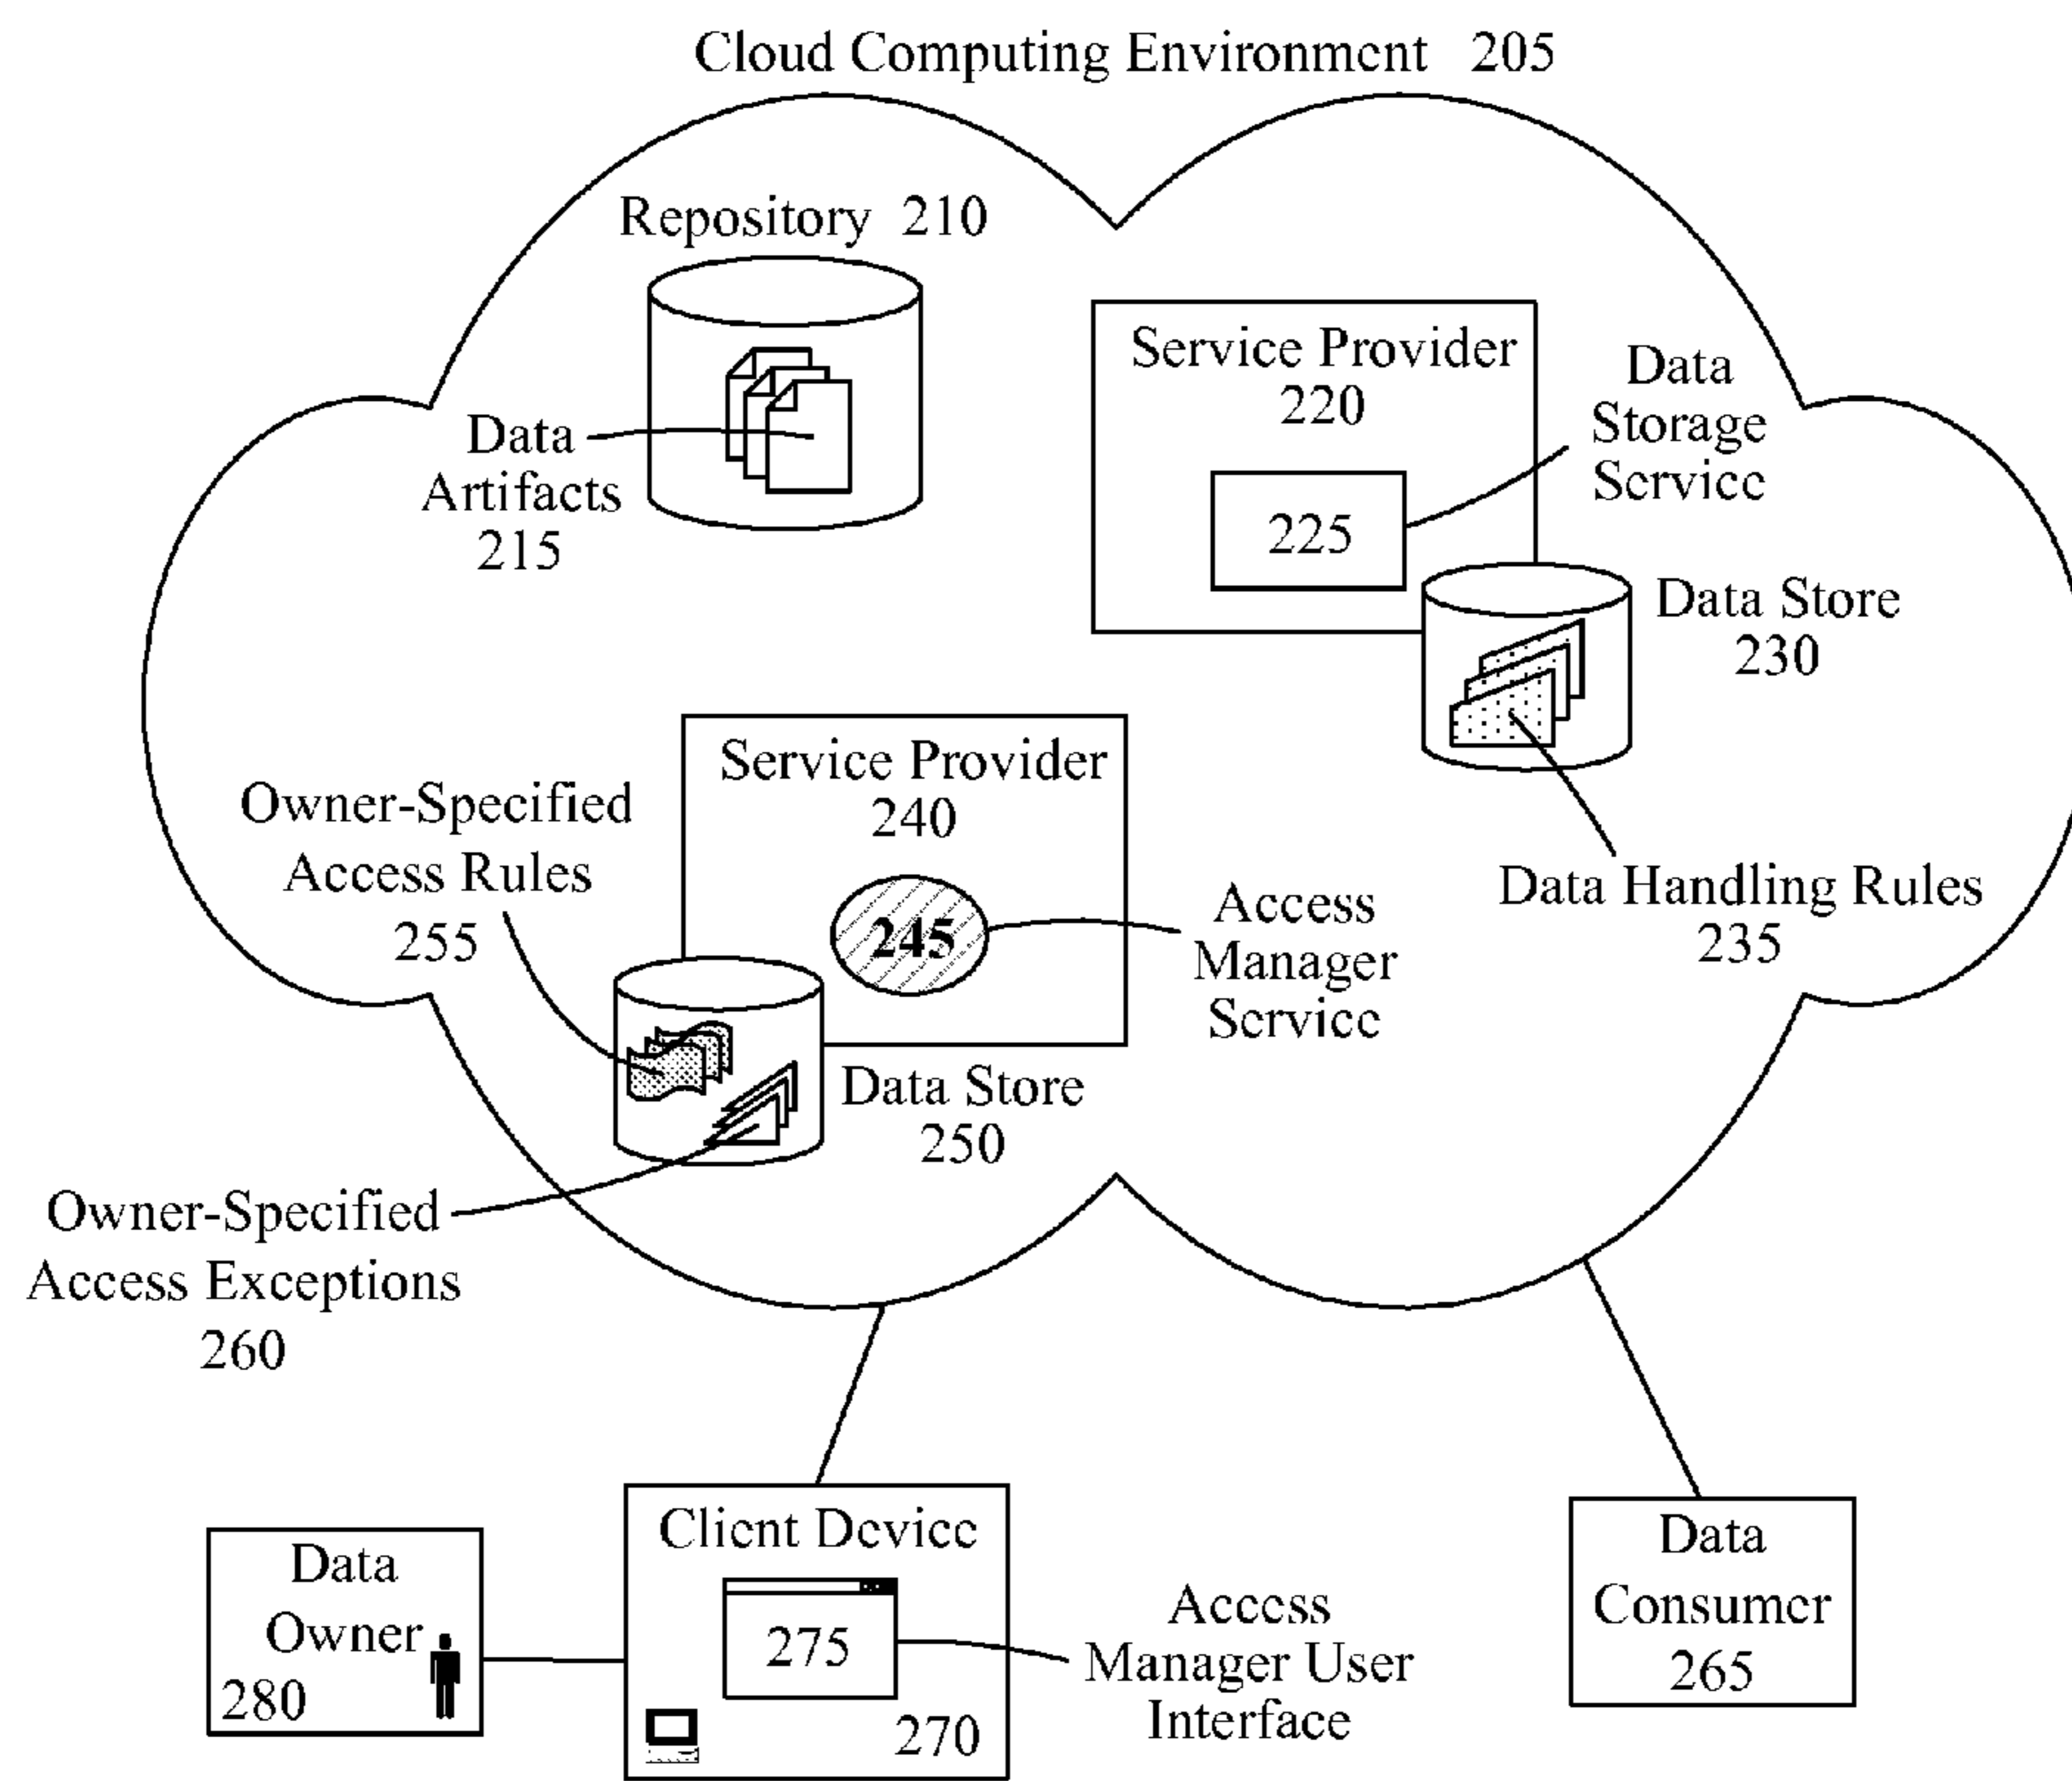 Cloud Computing Environment 205
Repository 210
Data
Artifacts
215
Service Provider
220
225
Data
Storage
Service
Data Store
230
Data Handling Rules
235
Service Provider
240
245
Access
Manager
Service
Owner-Specified
Access Rules
255
Data Store
250
Owner-Specified
Access Exceptions
260
Data
Owner
280
Client Device
275
270
Access
Manager User
Interface
Data
Consumer
265